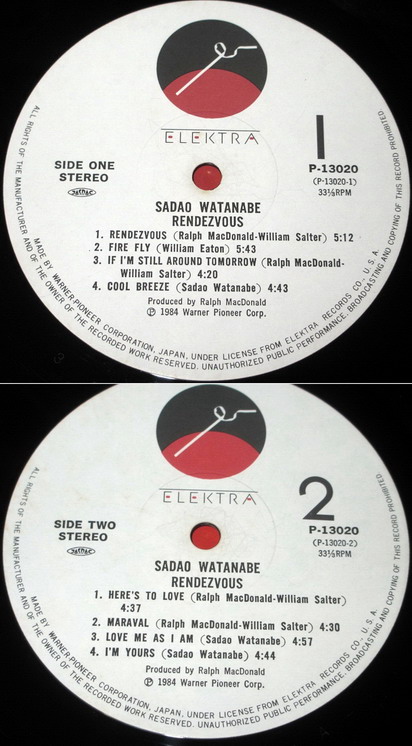 ELEKTRA
1
SIDE ONE
STEREO
P-13020
(P-13020-1)
33⅓RPM
SADAO WATANABE
RENDEZVOUS
1. RENDEZVOUS (Ralph MacDonald-William Salter) 5:12
2. FIRE FLY (William Eaton) 5:43
3. IF I'M STILL AROUND TOMORROW (Ralph MacDonald-
William Salter) 4:20
4. COOL BREEZE (Sadao Watanabe) 4:43
Produced by Ralph MacDonald
Ⓟ 1984 Warner Pioneer Corp.
MADE BY WARNER-PIONEER CORPORATION, JAPAN, UNDER LICENSE FROM ELEKTRA RECORDS CO., U.S.A.
ALL RIGHTS OF THE MANUFACTURER AND OF THE OWNER OF THE RECORDED WORK RESERVED. UNAUTHORIZED PUBLIC PERFORMANCE, BROADCASTING AND COPYING OF THIS RECORD PROHIBITED
ELEKTRA
2
SIDE TWO
STEREO
P-13020
(P-13020-2)
33⅓RPM
SADAO WATANABE
RENDEZVOUS
1. HERE'S TO LOVE (Ralph MacDonald-William Salter)
4:37
2. MARAVAL (Ralph MacDonald-William Salter) 4:30
3. LOVE ME AS I AM (Sadao Watanabe) 4:57
4. I'M YOURS (Sadao Watanabe) 4:44
Produced by Ralph MacDonald
Ⓟ 1984 Warner Pioneer Corp.
MADE BY WARNER-PIONEER CORPORATION, JAPAN, UNDER LICENSE FROM ELEKTRA RECORDS CO., U.S.A.
ALL RIGHTS OF THE MANUFACTURER AND OF THE OWNER OF THE RECORDED WORK RESERVED. UNAUTHORIZED PUBLIC PERFORMANCE, BROADCASTING AND COPYING OF THIS RECORD PROHIBITED